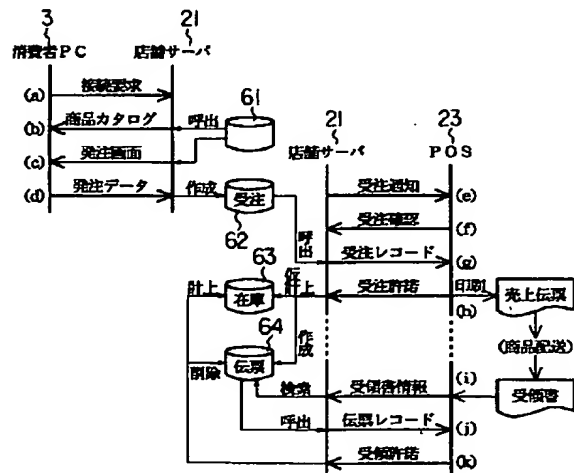 3
消費者PC
21
店舗サーバ
(a) 接続要求
(b) 商品カタログ 呼出
61
(c) 発注画面
(d) 発注データ 作成
受注
62
呼出
21
店舗サーバ
23
POS
受注通知 (e)
受注確認 (f)
受注レコード (g)
63
計上
在庫
仮計上
受注許諾
印刷
(h)
売上伝票
(商品配送)
64
作成
伝票
削除
検索
受領書情報 (i)
受領書
呼出
伝票レコード (j)
受領許諾 (k)